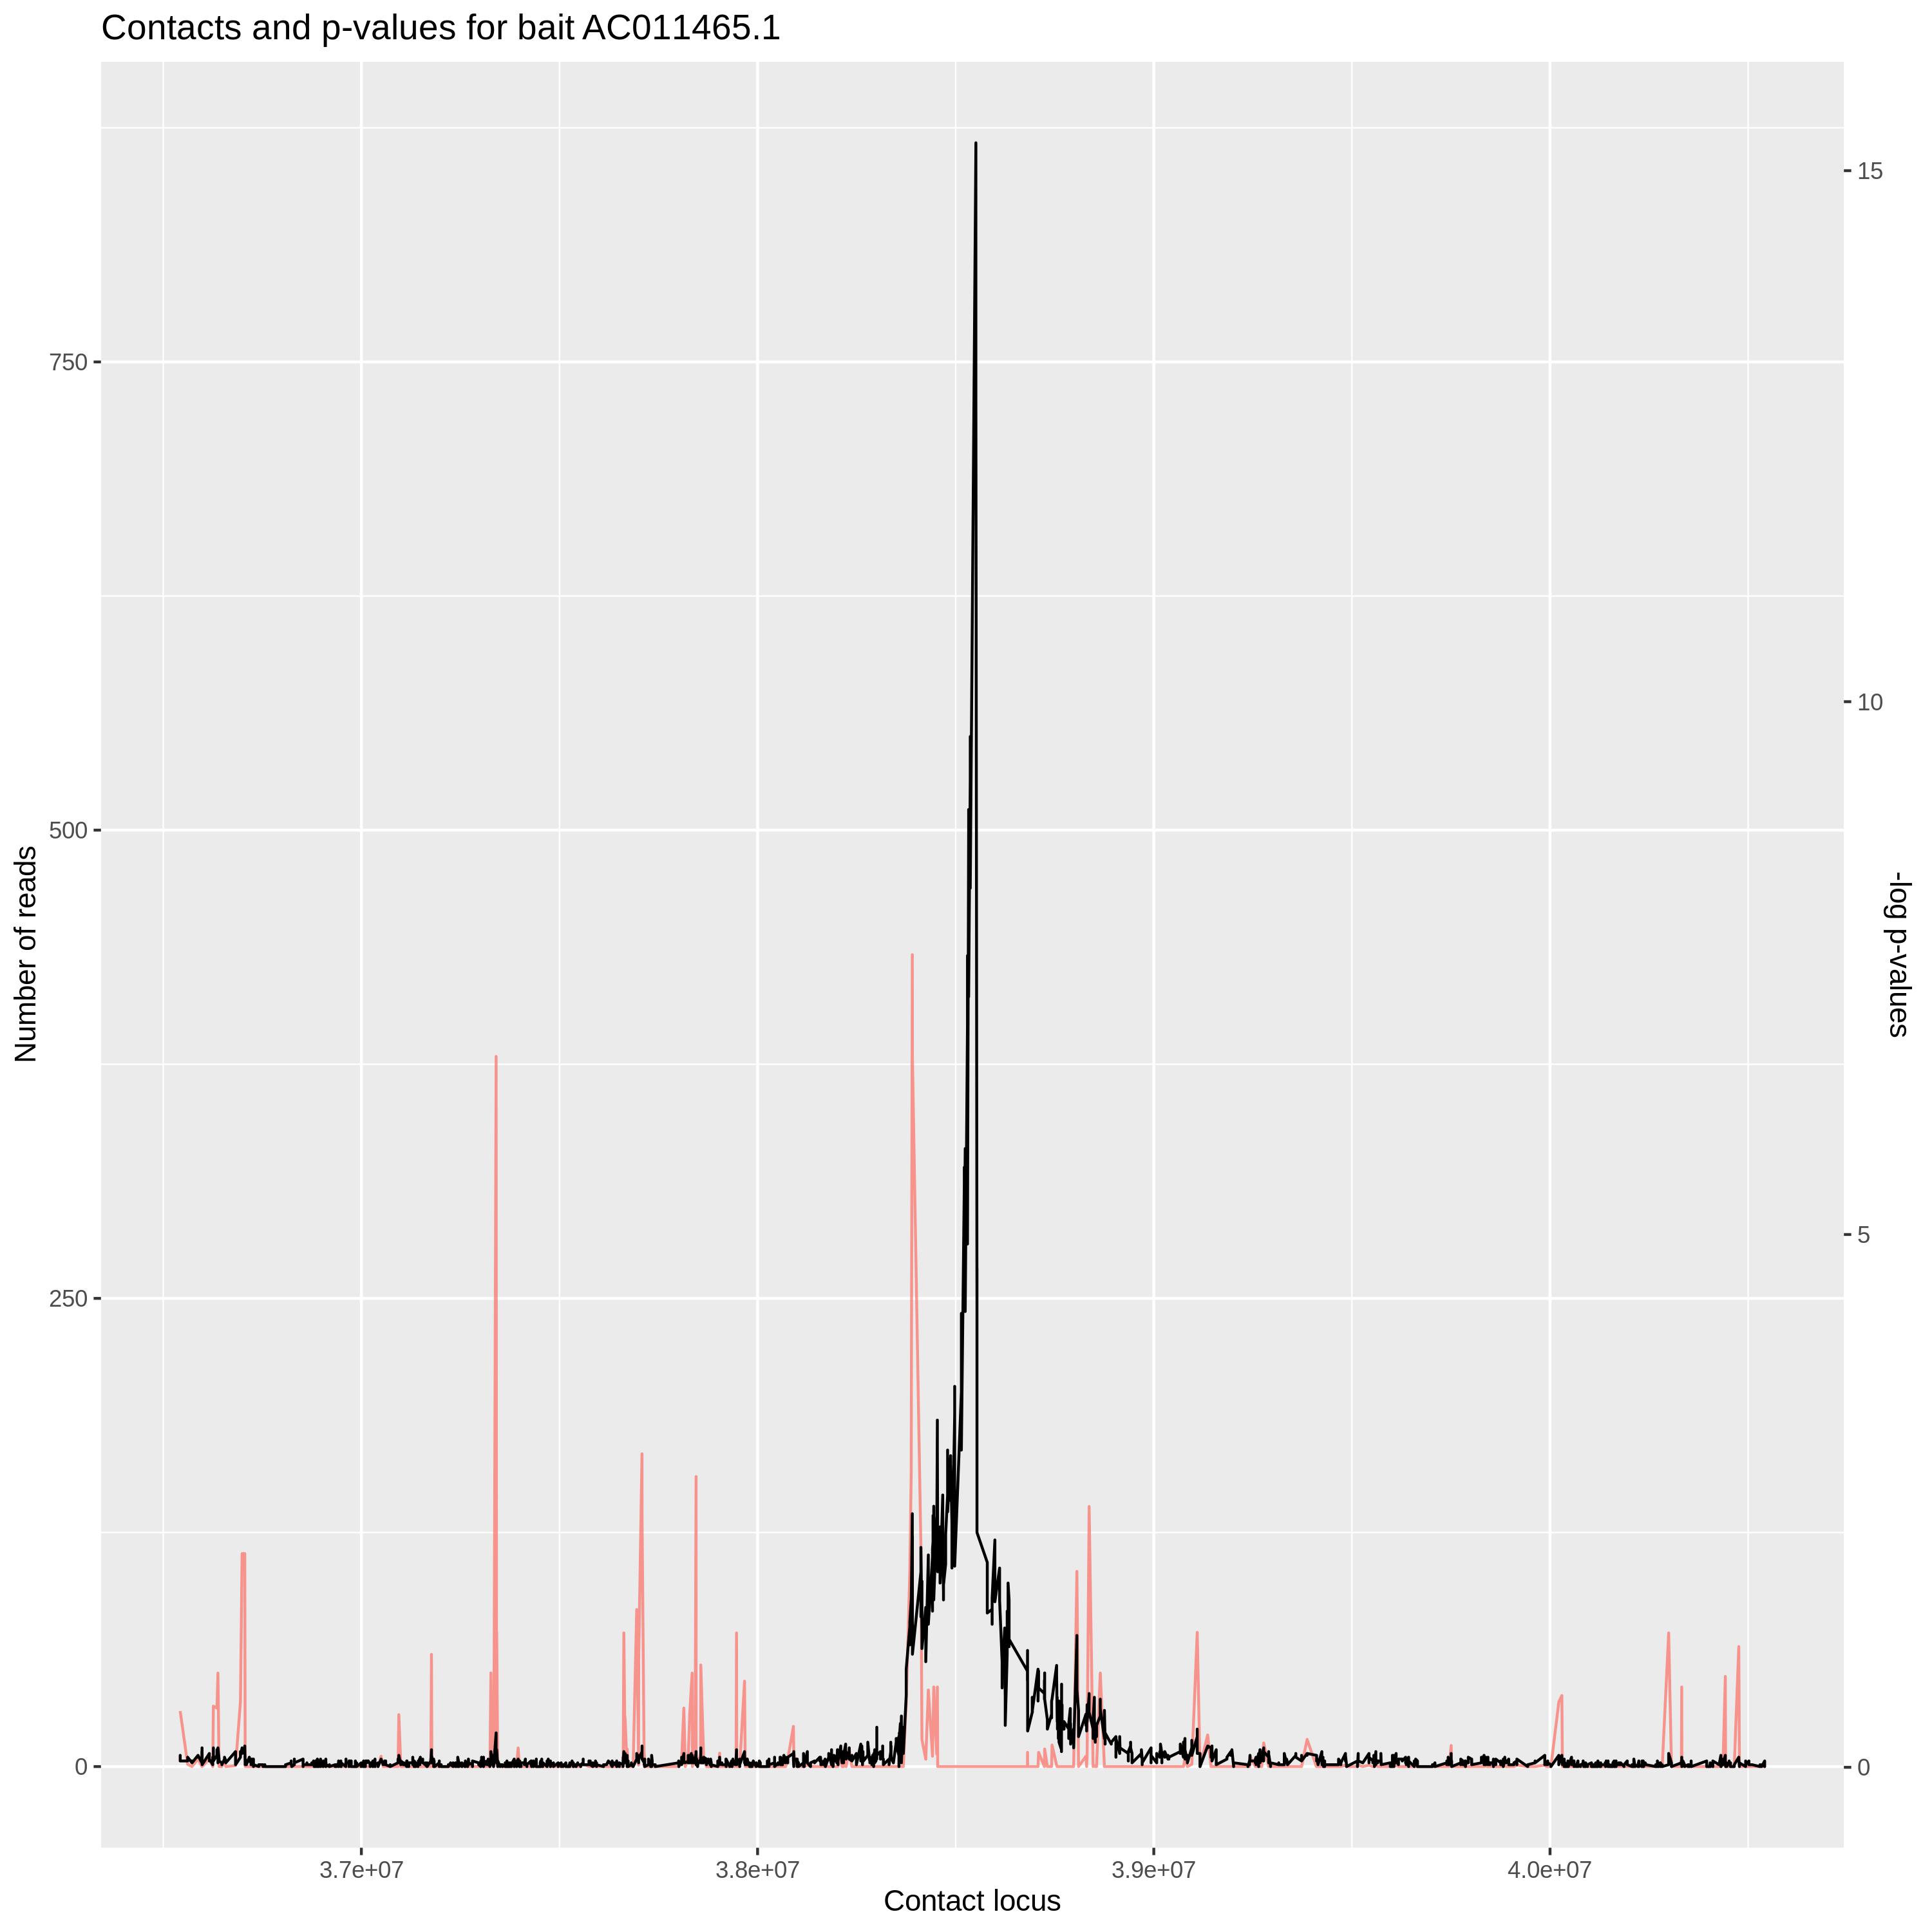 Contacts and p-values for bait AC011465.1
750
500
250
0
Number of reads
15
10
5
0
-log p-values
3.7e+07
3.8e+07
3.9e+07
4.0e+07
Contact locus